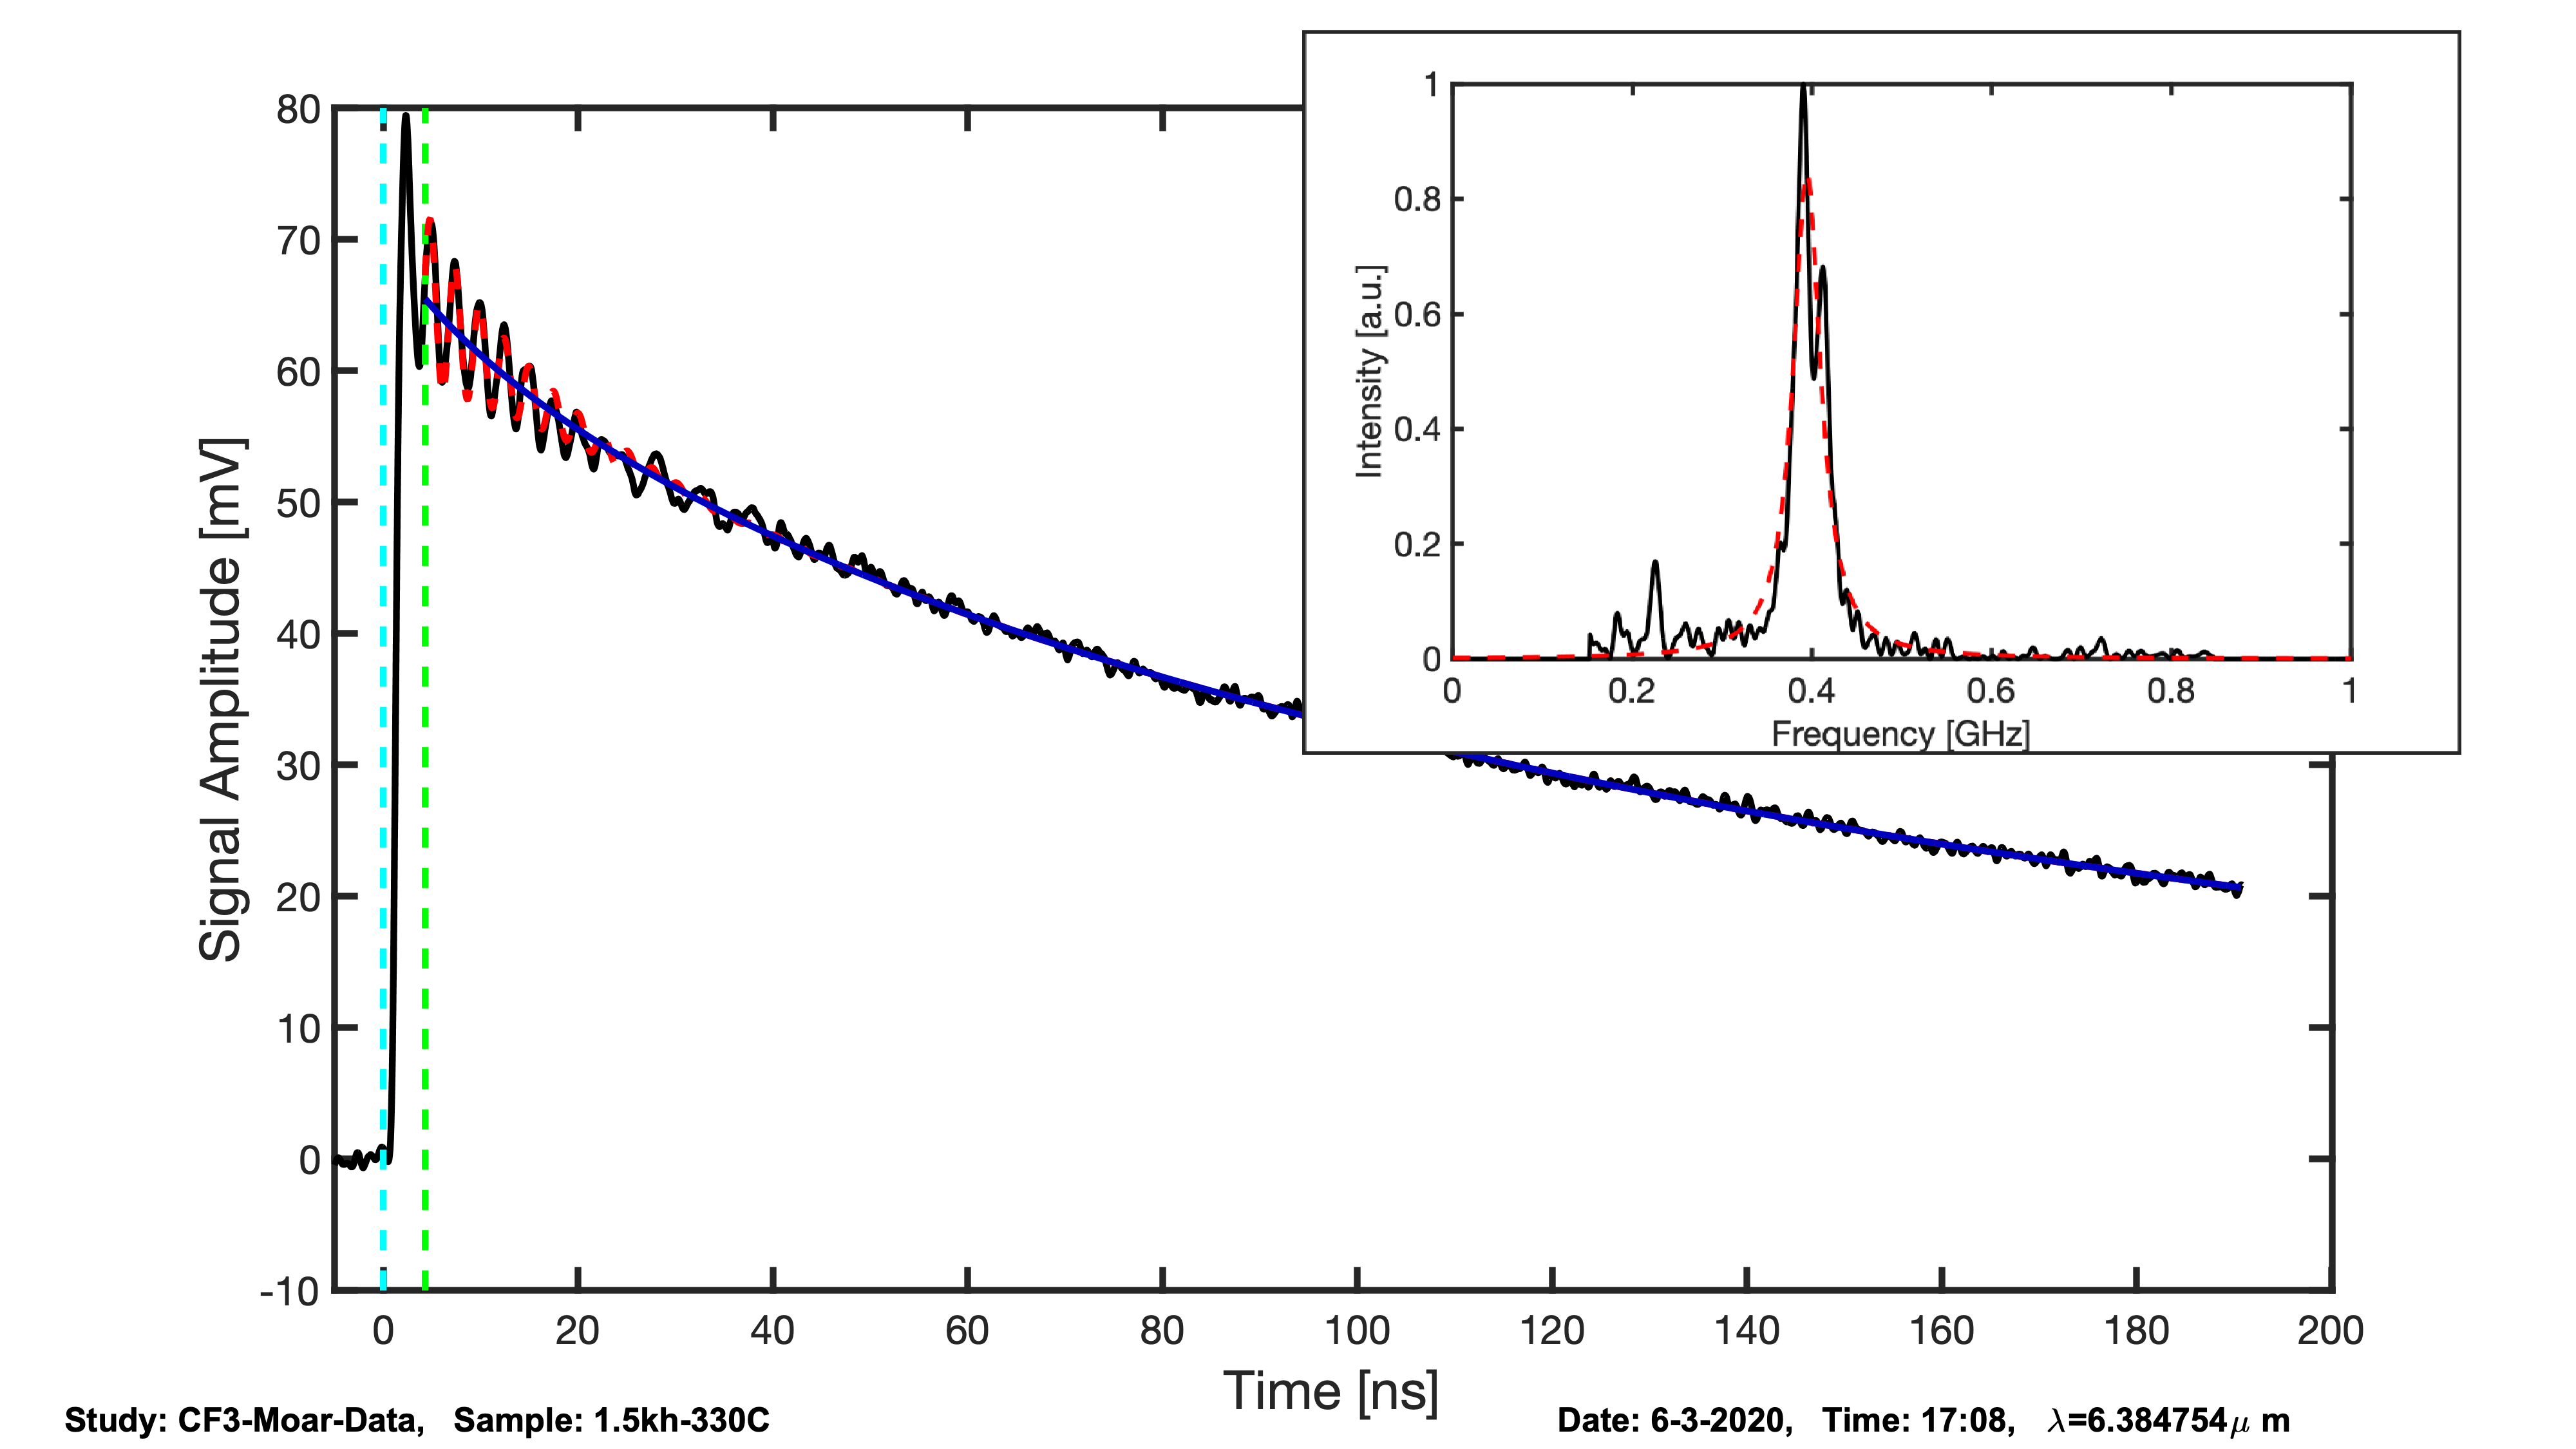 80
70
60
50
40
30
20
10
0
-10
Signal Amplitude [mV]
0 20 40 60 80 100 120 140 160 180 200
Time [ns]
1
0.8
0.6
0.4
0.2
0
Intensity [a.u.]
0 0.2 0.4 0.6 0.8 1
Frequency [GHz]
Study: CF3-Moar-Data, Sample: 1.5kh-330C
Date: 6-3-2020, Time: 17:08, λ=6.384754μ m